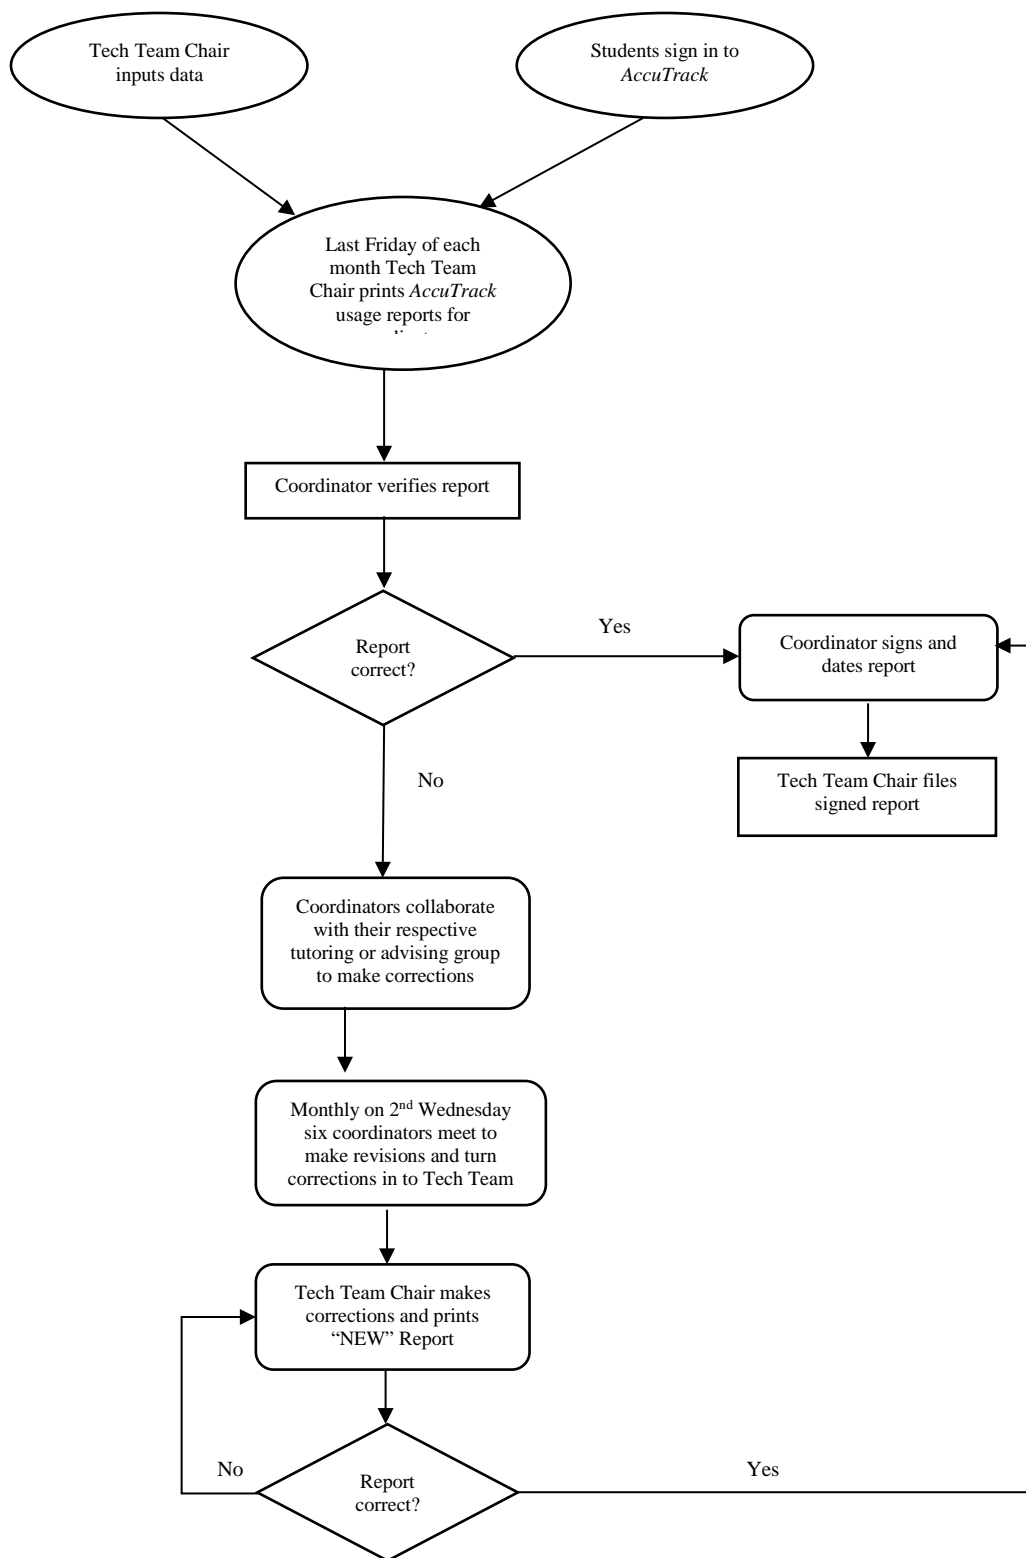 Tech Team Chair
inputs data
Students sign in to
AccuTrack
Last Friday of each
month Tech Team
Chair prints AccuTrack
usage reports for
Coordinator verifies report
Report
correct?
Yes
Coordinator signs and
dates report
No
Tech Team Chair files
signed report
Coordinators collaborate
with their respective
tutoring or advising group
to make corrections
Monthly on 2nd Wednesday
six coordinators meet to
make revisions and turn
corrections in to Tech Team
Tech Team Chair makes
corrections and prints
“NEW” Report
No
Report
correct?
Yes